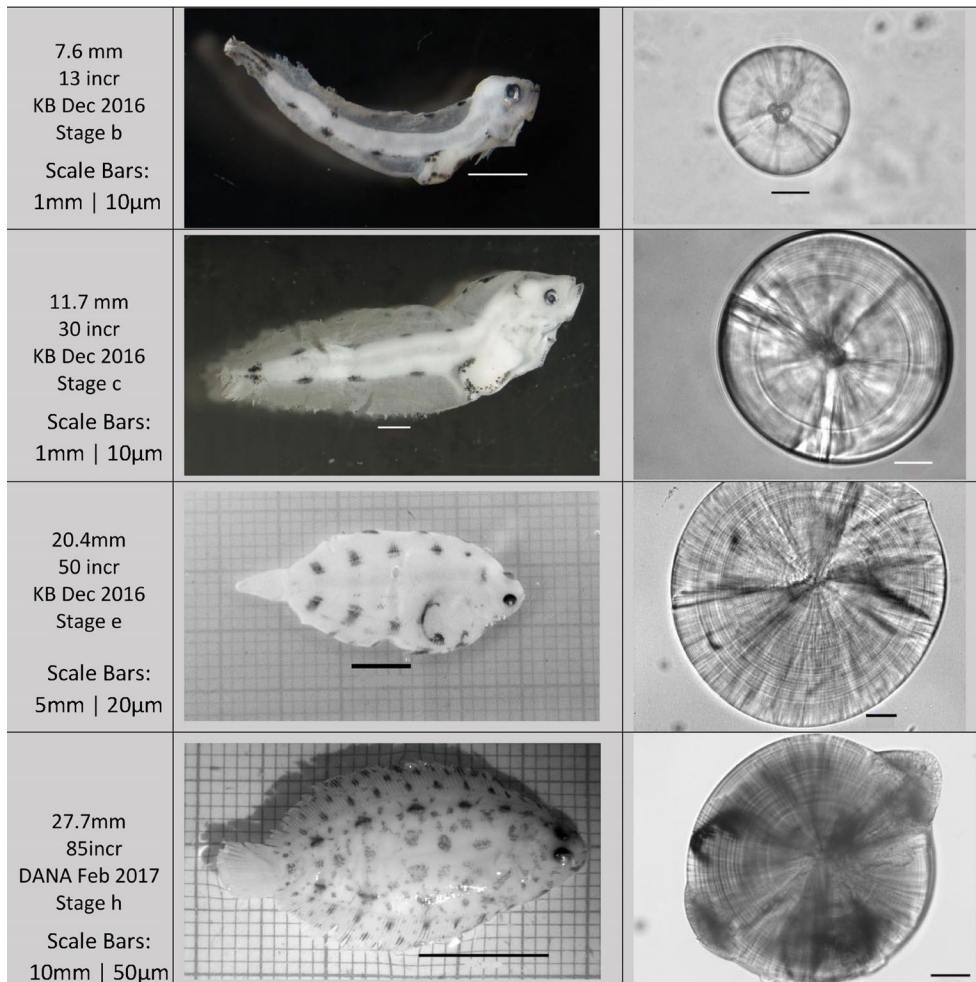 7.6 mm
13 incr
KB Dec 2016
Stage b
Scale Bars:
1mm | 10µm
11.7 mm
30 incr
KB Dec 2016
Stage c
Scale Bars:
1mm | 10µm
20.4mm
50 incr
KB Dec 2016
Stage e
Scale Bars:
5mm | 20µm
27.7mm
85incr
DANA Feb 2017
Stage h
Scale Bars:
10mm | 50µm